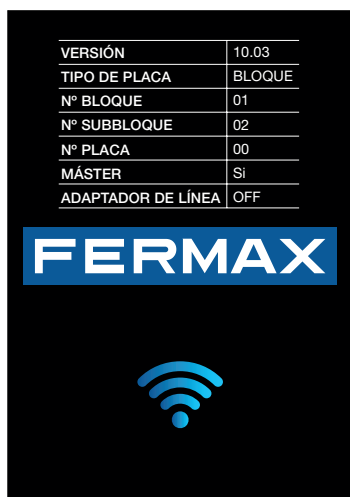 VERSIÓN 10.03
TIPO DE PLACA BLOQUE
Nº BLOQUE 01
Nº SUBBLOQUE 02
Nº PLACA 00
MÁSTER Si
ADAPTADOR DE LÍNEA OFF
FERMAX